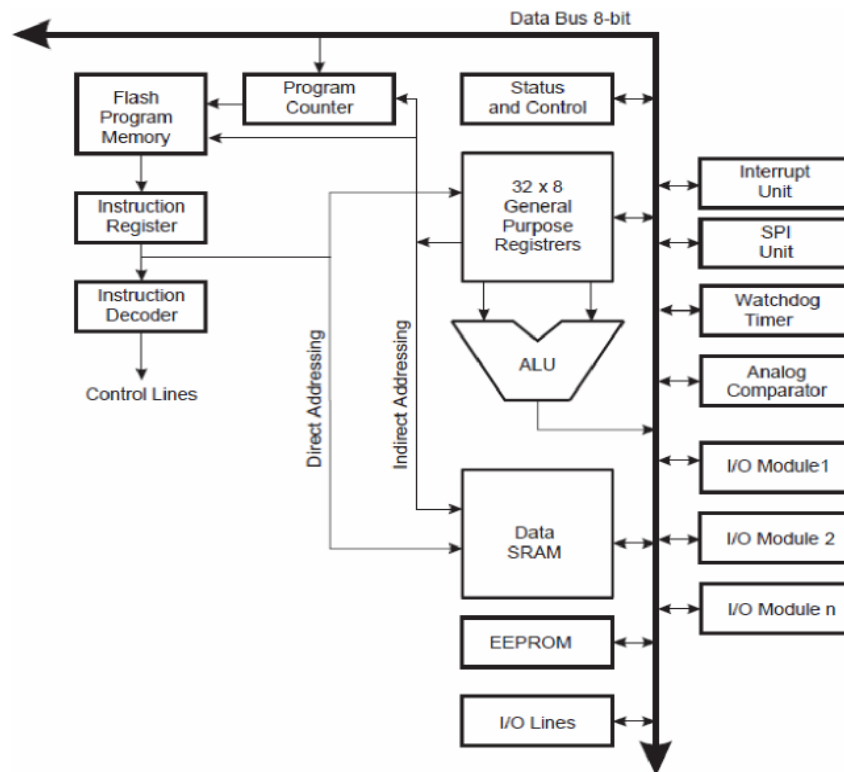 Data Bus 8-bit
Flash
Program
Memory
Program
Counter
Status
and Control
32 x 8
General
Purpose
Registrers
Interrupt
Unit
Instruction
Register
SPI
Unit
Instruction
Decoder
Watchdog
Timer
ALU
Analog
Comparator
Control Lines
Direct Addressing
Indirect Addressing
I/O Module1
Data
SRAM
I/O Module 2
I/O Module n
EEPROM
I/O Lines